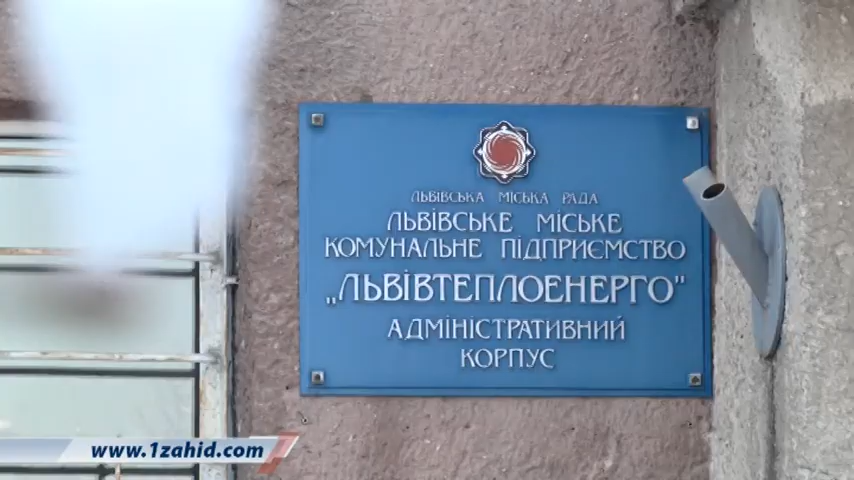 ЛЬВІВСЬКА МІСЬКА РАДА
ЛЬВІВСЬКЕ МІСЬКЕ
КОМУНАЛЬНЕ ПІДПРИЄМСТВО
„ЛЬВІВТЕПЛОЕНЕРГО"
АДМІНІСТРАТИВНИЙ
КОРПУС
www.1zahid.com